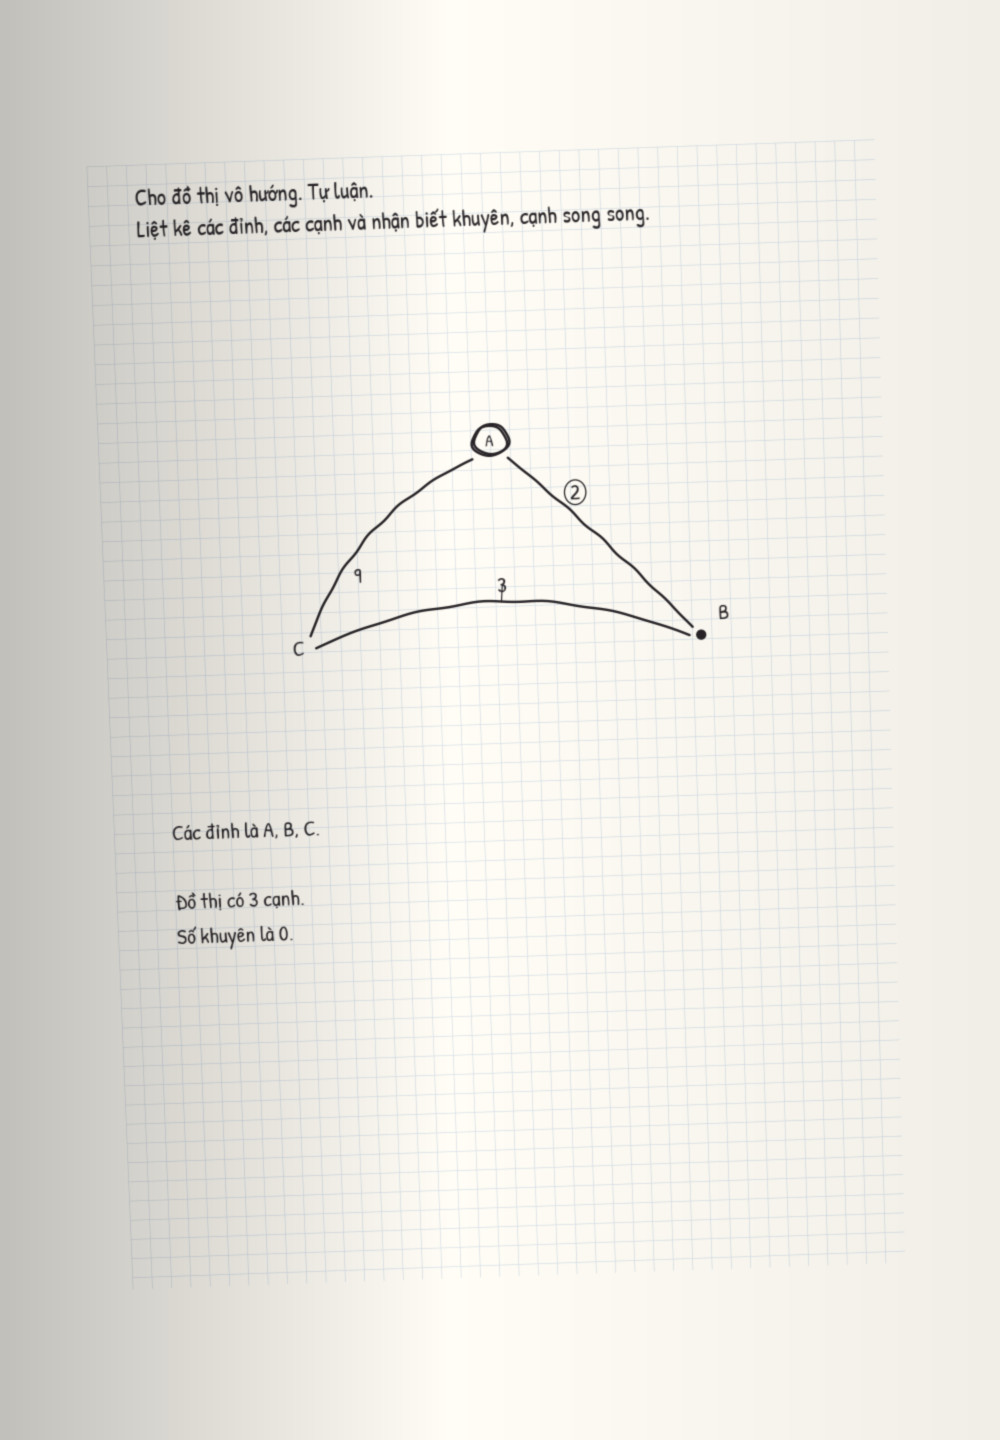 Cho đồ thị vô hướng. Tự luận.
Liệt kê các đỉnh, các cạnh và nhận biết khuyên, cạnh song song.
A
2
9
3
B
C
Các đỉnh là A, B, C.
Đồ thị có 3 cạnh.
Số khuyên là 0.